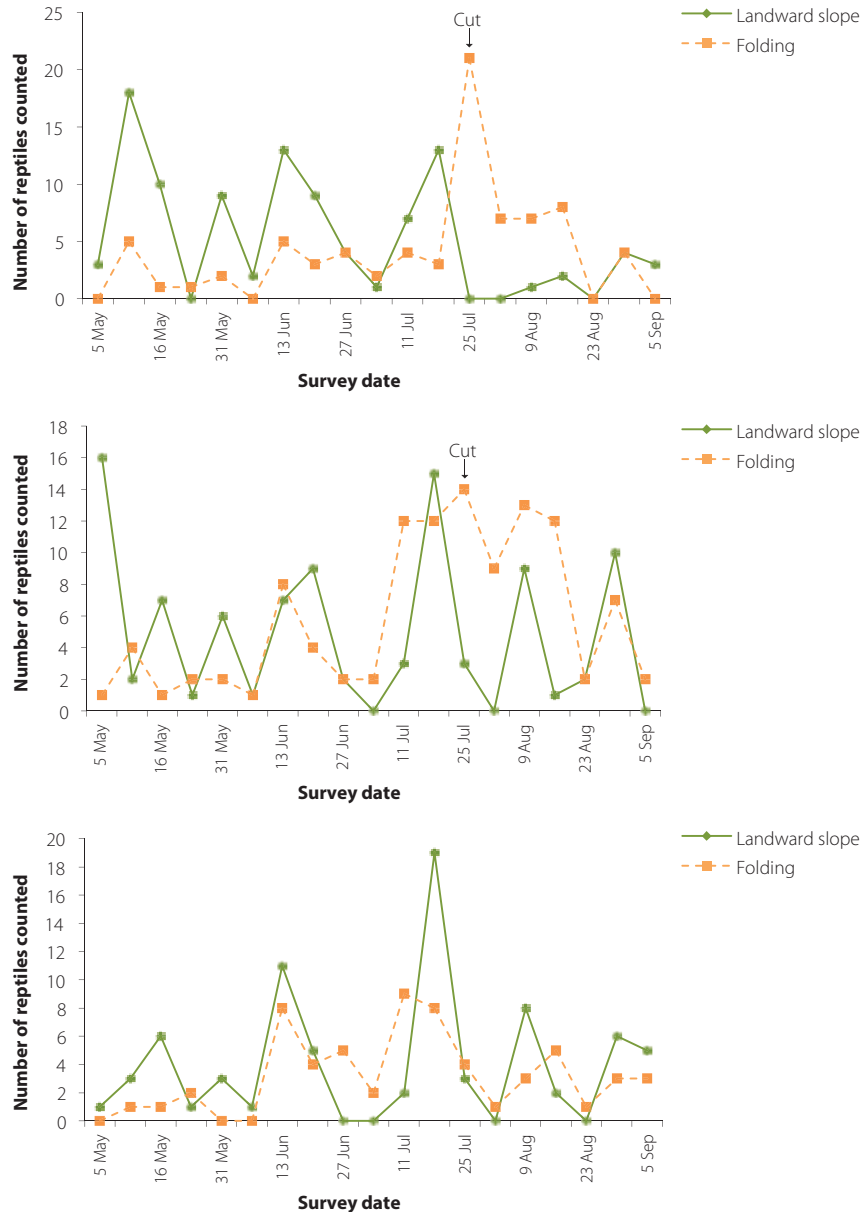 25
20
15
10
5
0
Number of reptiles counted
Cut
Landward slope
Folding
5 May
16 May
31 May
13 Jun
27 Jun
11 Jul
25 Jul
9 Aug
23 Aug
5 Sep
Survey date
18
16
14
12
10
8
6
4
2
0
Number of reptiles counted
Cut
Landward slope
Folding
5 May
16 May
31 May
13 Jun
27 Jun
11 Jul
25 Jul
9 Aug
23 Aug
5 Sep
Survey date
20
18
16
14
12
10
8
6
4
2
0
Number of reptiles counted
Landward slope
Folding
5 May
16 May
31 May
13 Jun
27 Jun
11 Jul
25 Jul
9 Aug
23 Aug
5 Sep
Survey date